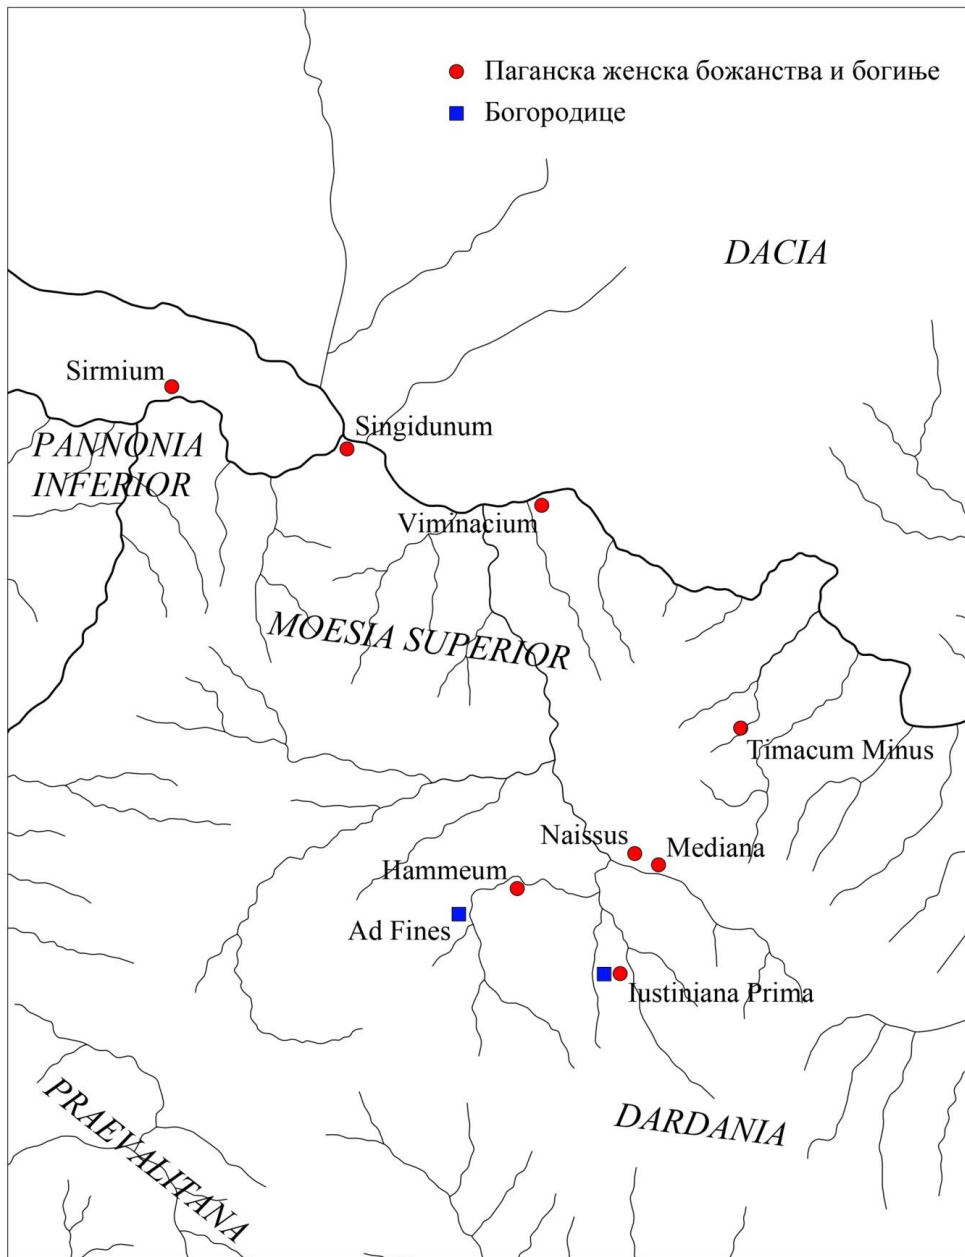 Паганска женска божанства и богиње
Богородице
DACIA
Sirmium
Singidunum
PANNONIA
INFERIOR
Viminacium
MOESIA SUPERIOR
Timacum Minus
Naissus
Mediana
Hammeum
Ad Fines
Iustiniana Prima
PRAEVALITANA
DARDANIA